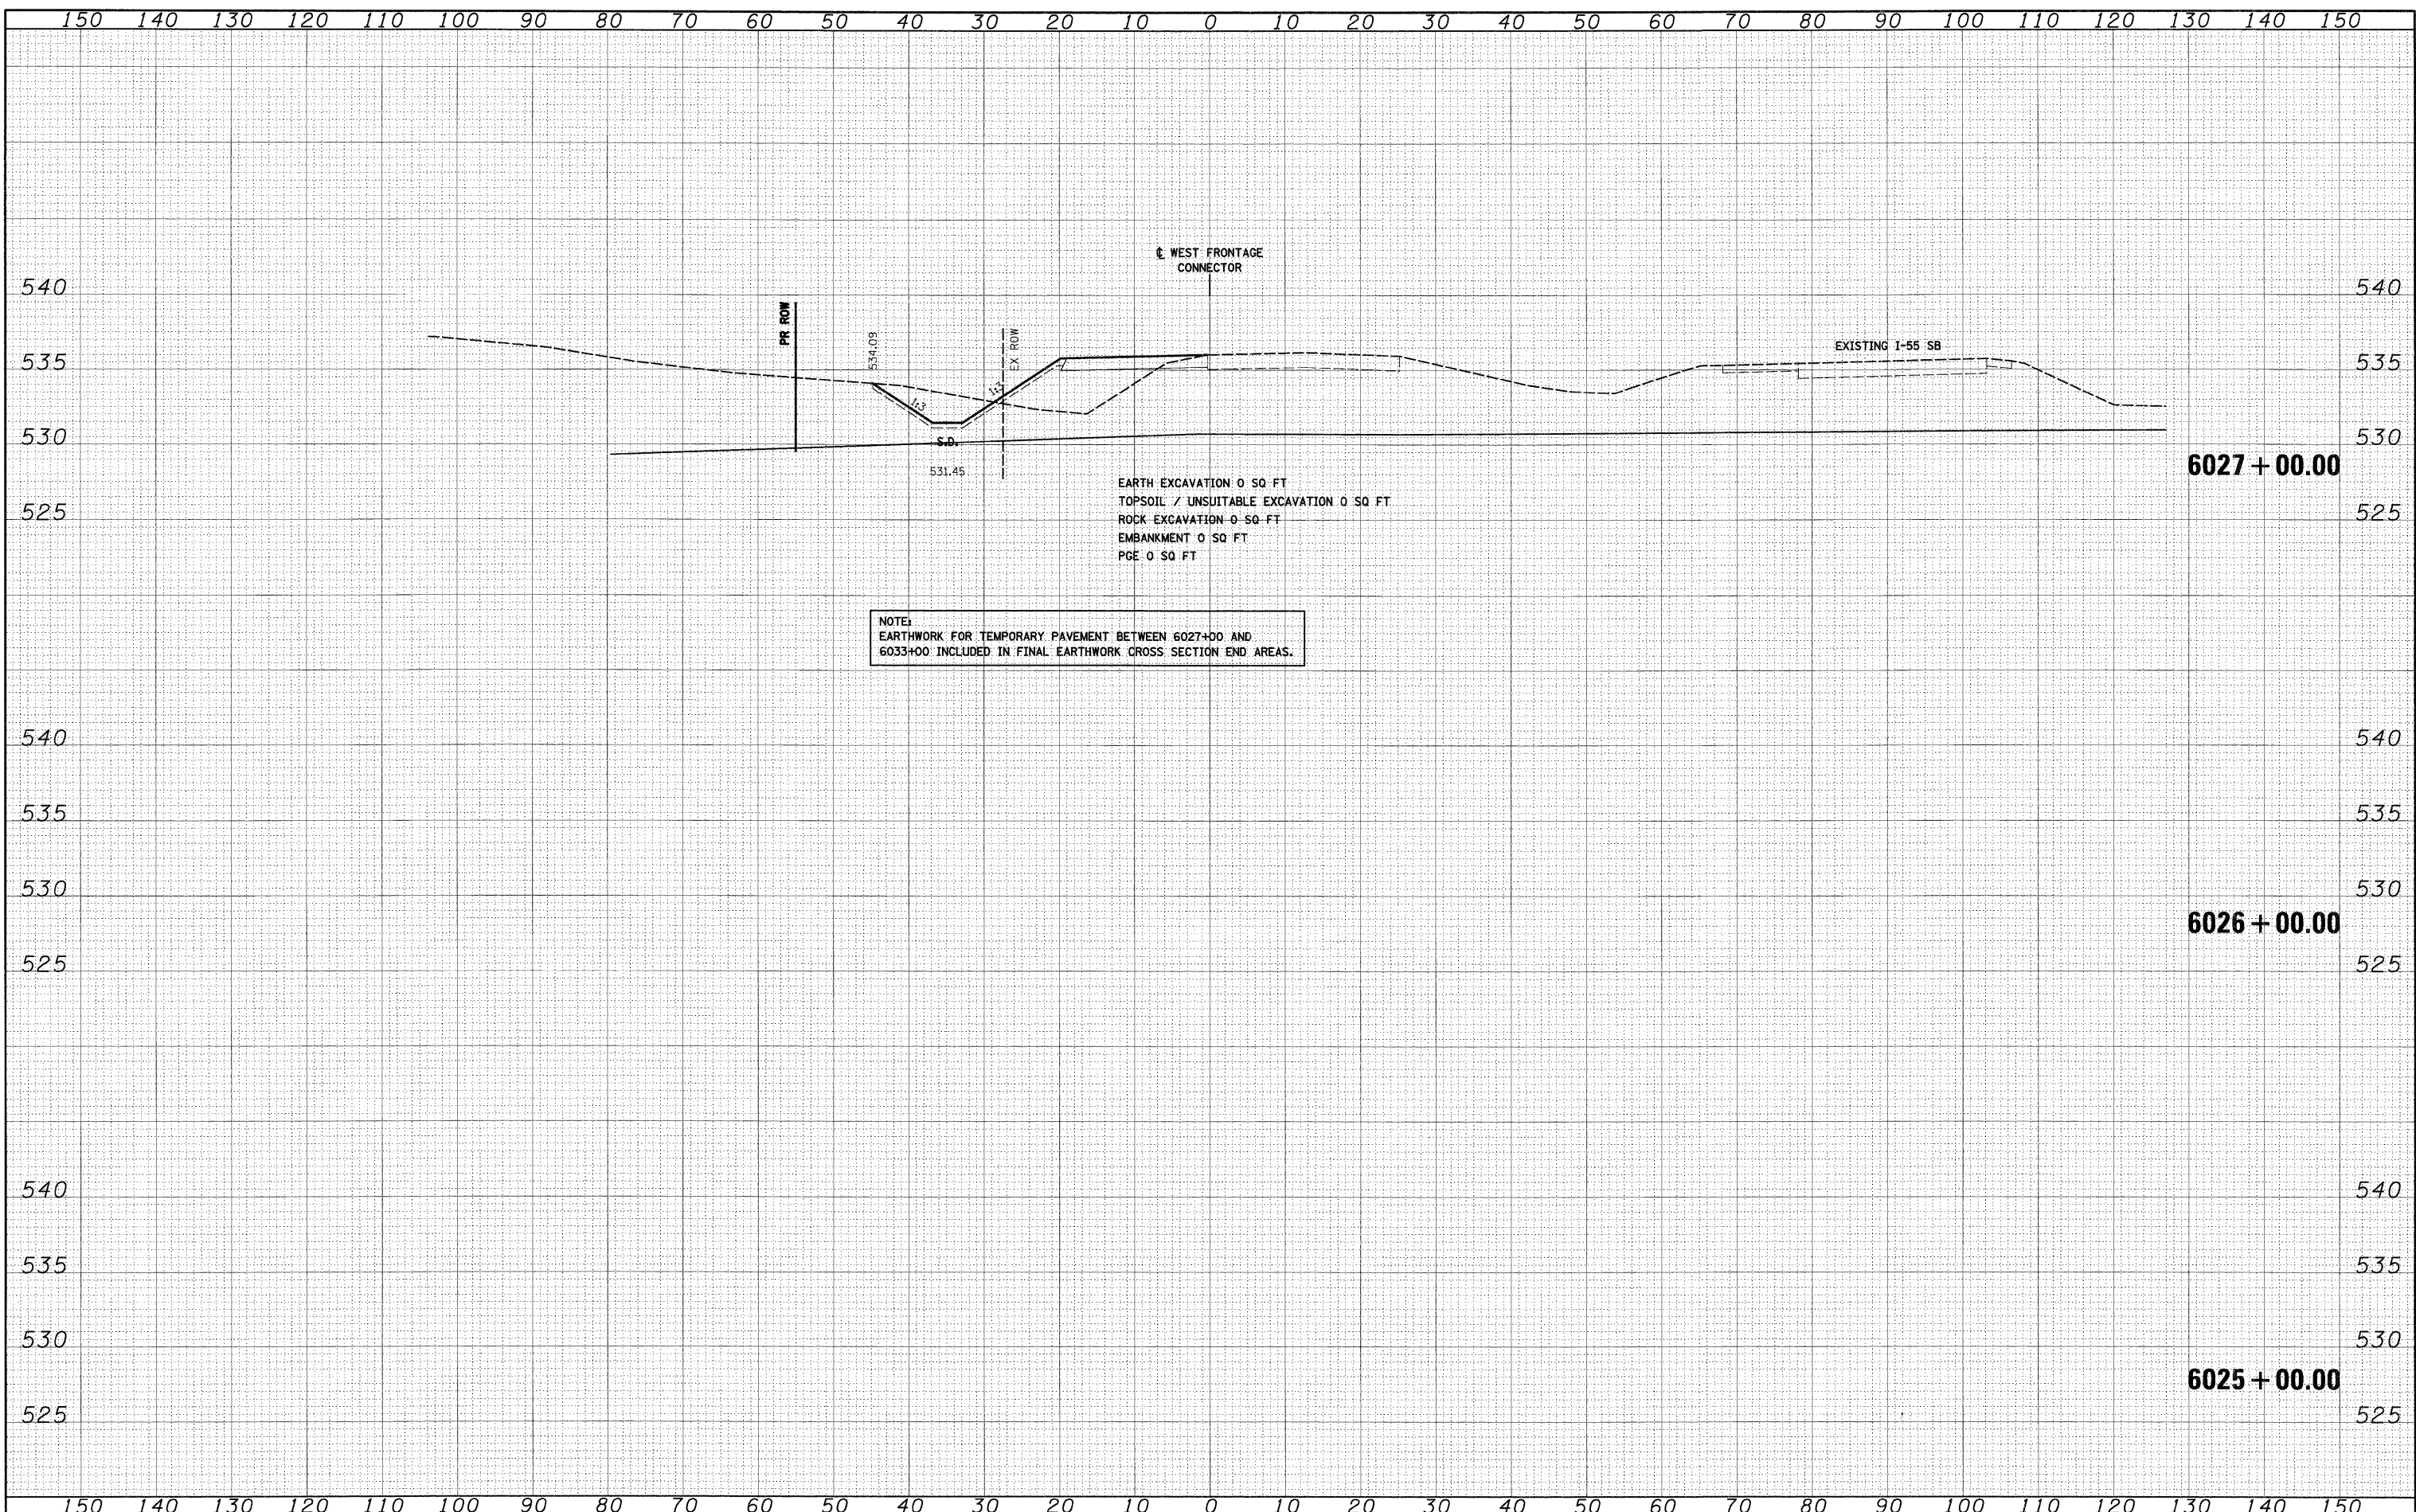 150 140 130 120 110 100 90 80 70 60 50 40 30 20 10 0 10 20 30 40 50 60 70 80 90 100 110 120 130 140 150
℄ WEST FRONTAGE
CONNECTOR
540 540
PR ROW
534.09
EX ROW
EXISTING I-55 SB
535 535
1:3 1:3
530 S.D. 530
531.45
6027+00.00
EARTH EXCAVATION 0 SQ FT
TOPSOIL / UNSUITABLE EXCAVATION 0 SQ FT
525 525
ROCK EXCAVATION 0 SQ FT
EMBANKMENT 0 SQ FT
PGE 0 SQ FT
NOTE:
EARTHWORK FOR TEMPORARY PAVEMENT BETWEEN 6027+00 AND
6033+00 INCLUDED IN FINAL EARTHWORK CROSS SECTION END AREAS.
540 540
535 535
530 530
6026+00.00
525 525
540 540
535 535
530 530
6025+00.00
525 525
150 140 130 120 110 100 90 80 70 60 50 40 30 20 10 0 10 20 30 40 50 60 70 80 90 100 110 120 130 140 150